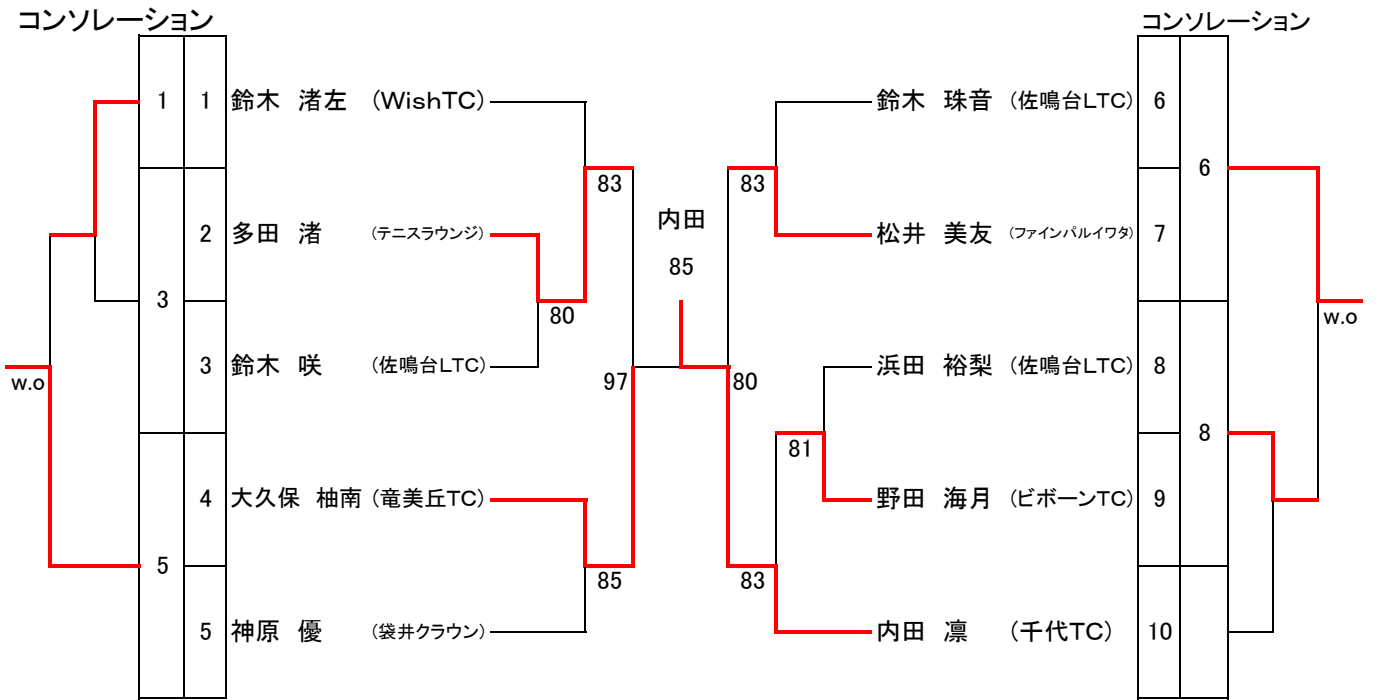 コンソレーション コンソレーション
1 1 鈴木 渚左 (WishTC) 鈴木 珠音 (佐鳴台LTC) 6
6
83 83
2 多田 渚 (テニスラウンジ) 内田 松井 美友 (ファインパルイワタ) 7
85
3 80 w.o
3 鈴木 咲 (佐鳴台LTC) 浜田 裕梨 (佐鳴台LTC) 8
w.o 97 80
8
81
4 大久保 柚南 (竜美丘TC) 野田 海月 (ビボーンTC) 9
5
85 83
5 神原 優 (袋井クラウン) 内田 凛 (千代TC) 10